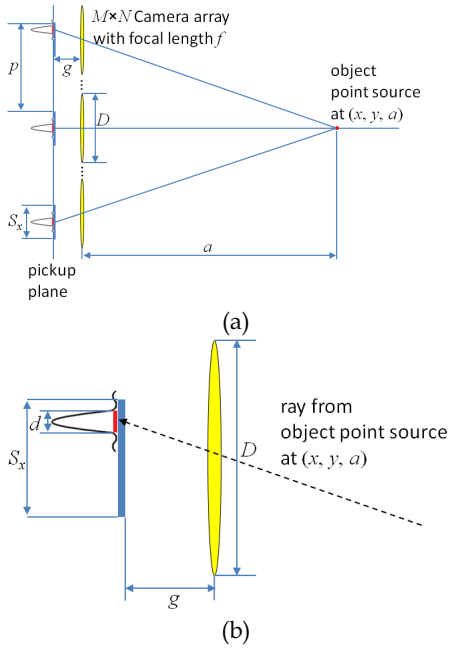 M×N Camera array
with focal length f
g
p
D
object
point source
at (x, y, a)
Sx
a
pickup
plane
(a)
d
Sx
D
ray from
object point source
at (x, y, a)
g
(b)